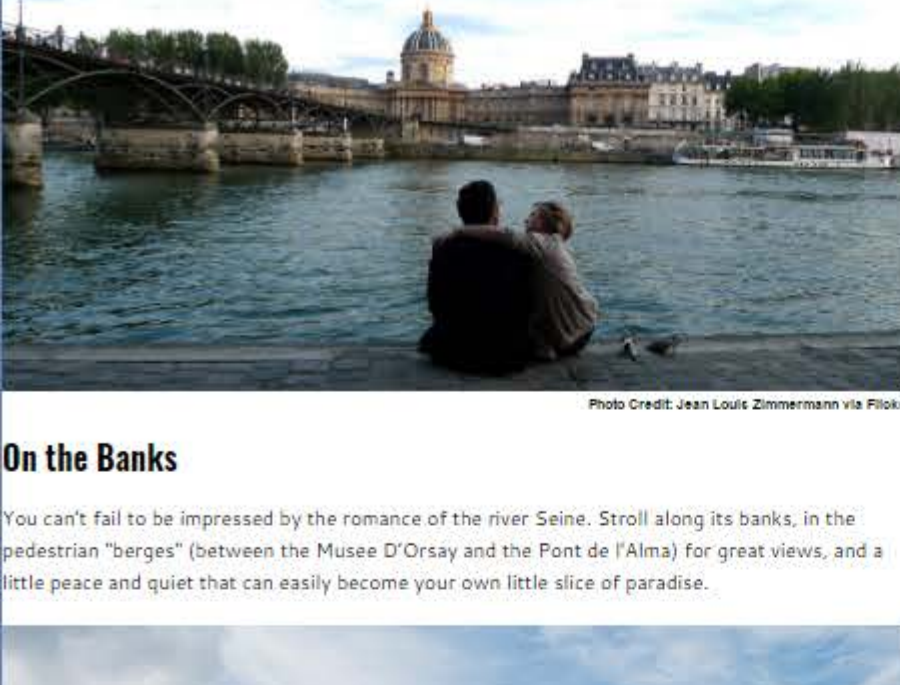 Photo Credit: Jean Louis Zimmermann via
On the Banks
You can't fail to be impressed by the romance of the river Seine. Stroll along its banks, in the
pedestrian "berges" (between the Musee D'Orsay and the Pont de l'Alma) for great views, and a
little peace and quiet that can easily become your own little slice of paradise.